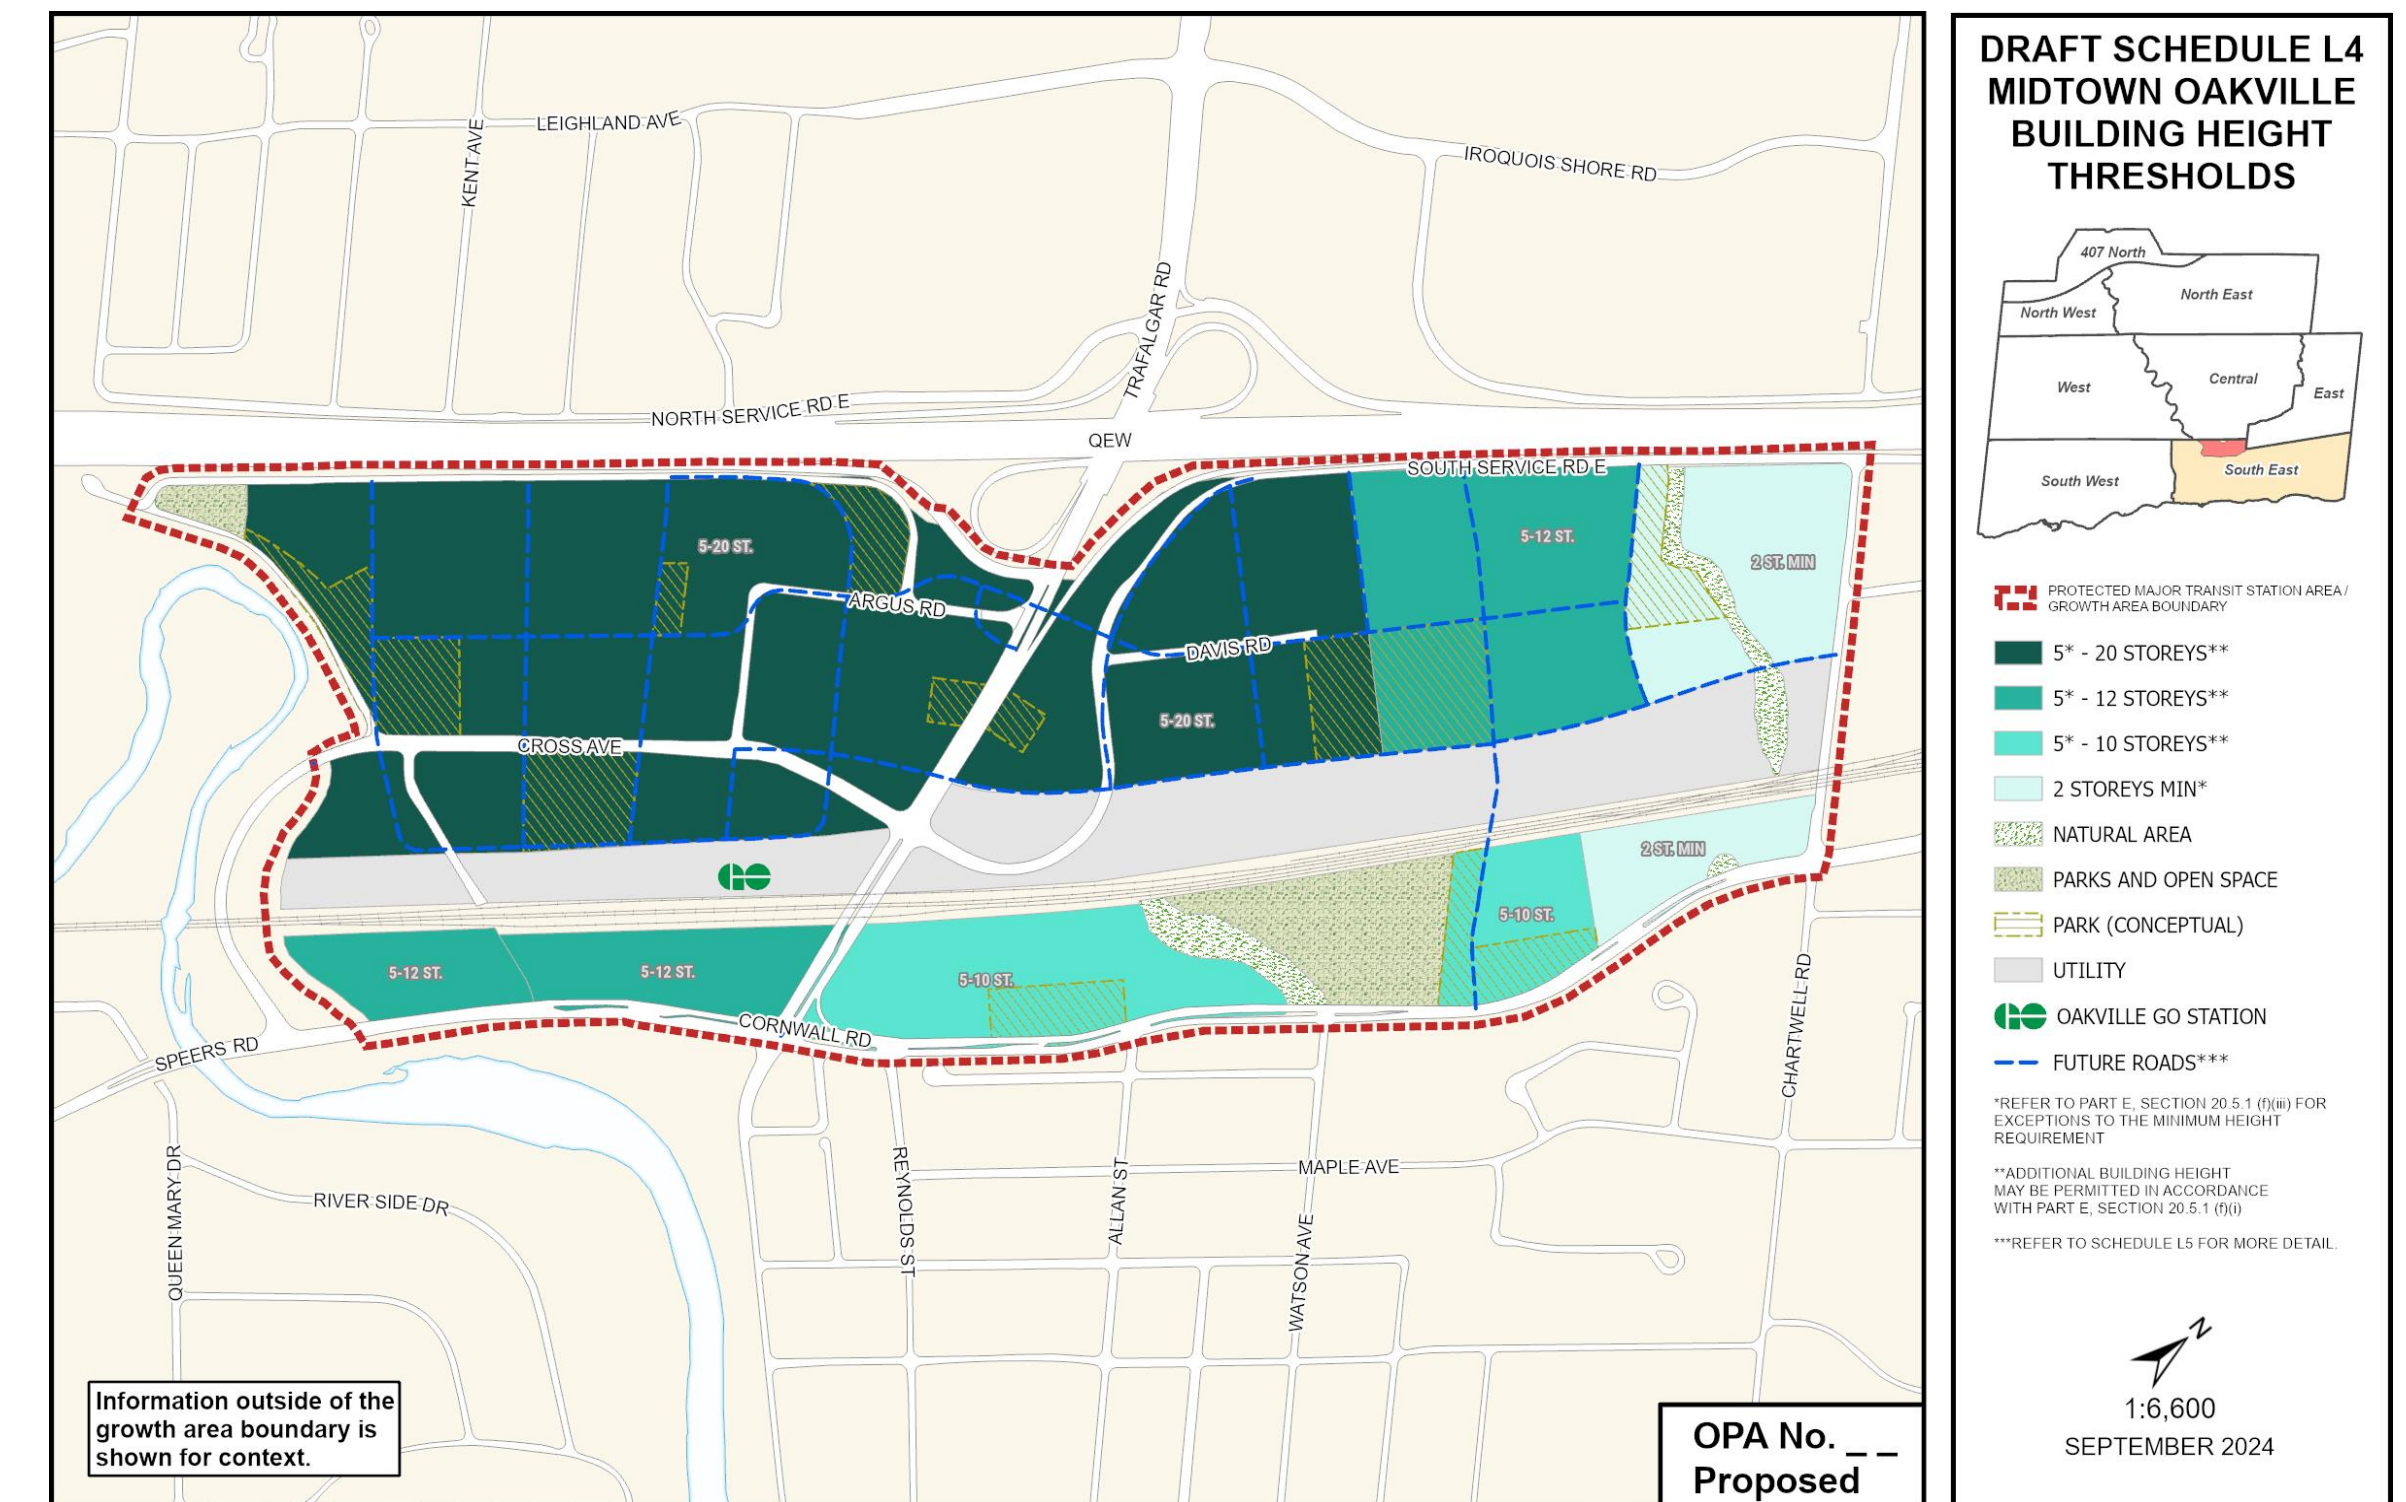 LEIGHLAND AVE
KENT AVE
IROQUOIS SHORE RD
TRAFALGAR RD
NORTH SERVICE RD E
QEW
SOUTH SERVICE RD E
5-20 ST.
5-12 ST.
2 ST. MIN
ARGUS RD
DAVIS RD
5-20 ST.
CROSS AVE
2 ST. MIN
5-10 ST.
5-12 ST.
5-12 ST.
5-10 ST.
CORNWALL RD
SPEERS RD
CHARTWELL RD
QUEEN MARY DR
RIVER SIDE DR
REYNOLDS ST
ALLAN ST
MAPLE AVE
WATSON AVE
Information outside of the
growth area boundary is
shown for context.
OPA No. _ _
Proposed
DRAFT SCHEDULE L4
MIDTOWN OAKVILLE
BUILDING HEIGHT
THRESHOLDS
407 North
North East
North West
West
Central
East
South West
South East
PROTECTED MAJOR TRANSIT STATION AREA /
GROWTH AREA BOUNDARY
5* - 20 STOREYS**
5* - 12 STOREYS**
5* - 10 STOREYS**
2 STOREYS MIN*
NATURAL AREA
PARKS AND OPEN SPACE
PARK (CONCEPTUAL)
UTILITY
GO OAKVILLE GO STATION
FUTURE ROADS***
*REFER TO PART E, SECTION 20.5.1 (f)(iii) FOR
EXCEPTIONS TO THE MINIMUM HEIGHT
REQUIREMENT
**ADDITIONAL BUILDING HEIGHT
MAY BE PERMITTED IN ACCORDANCE
WITH PART E, SECTION 20.5.1 (f)(i)
***REFER TO SCHEDULE L5 FOR MORE DETAIL.
N
1:6,600
SEPTEMBER 2024